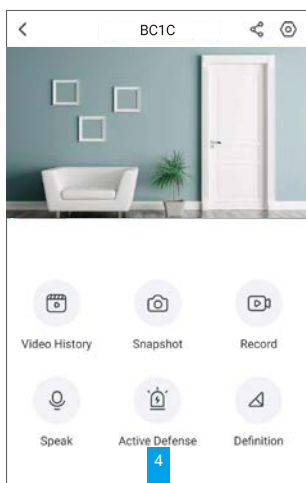 BC1C
Video History Snapshot Record
Speak Active Defense Definition
4